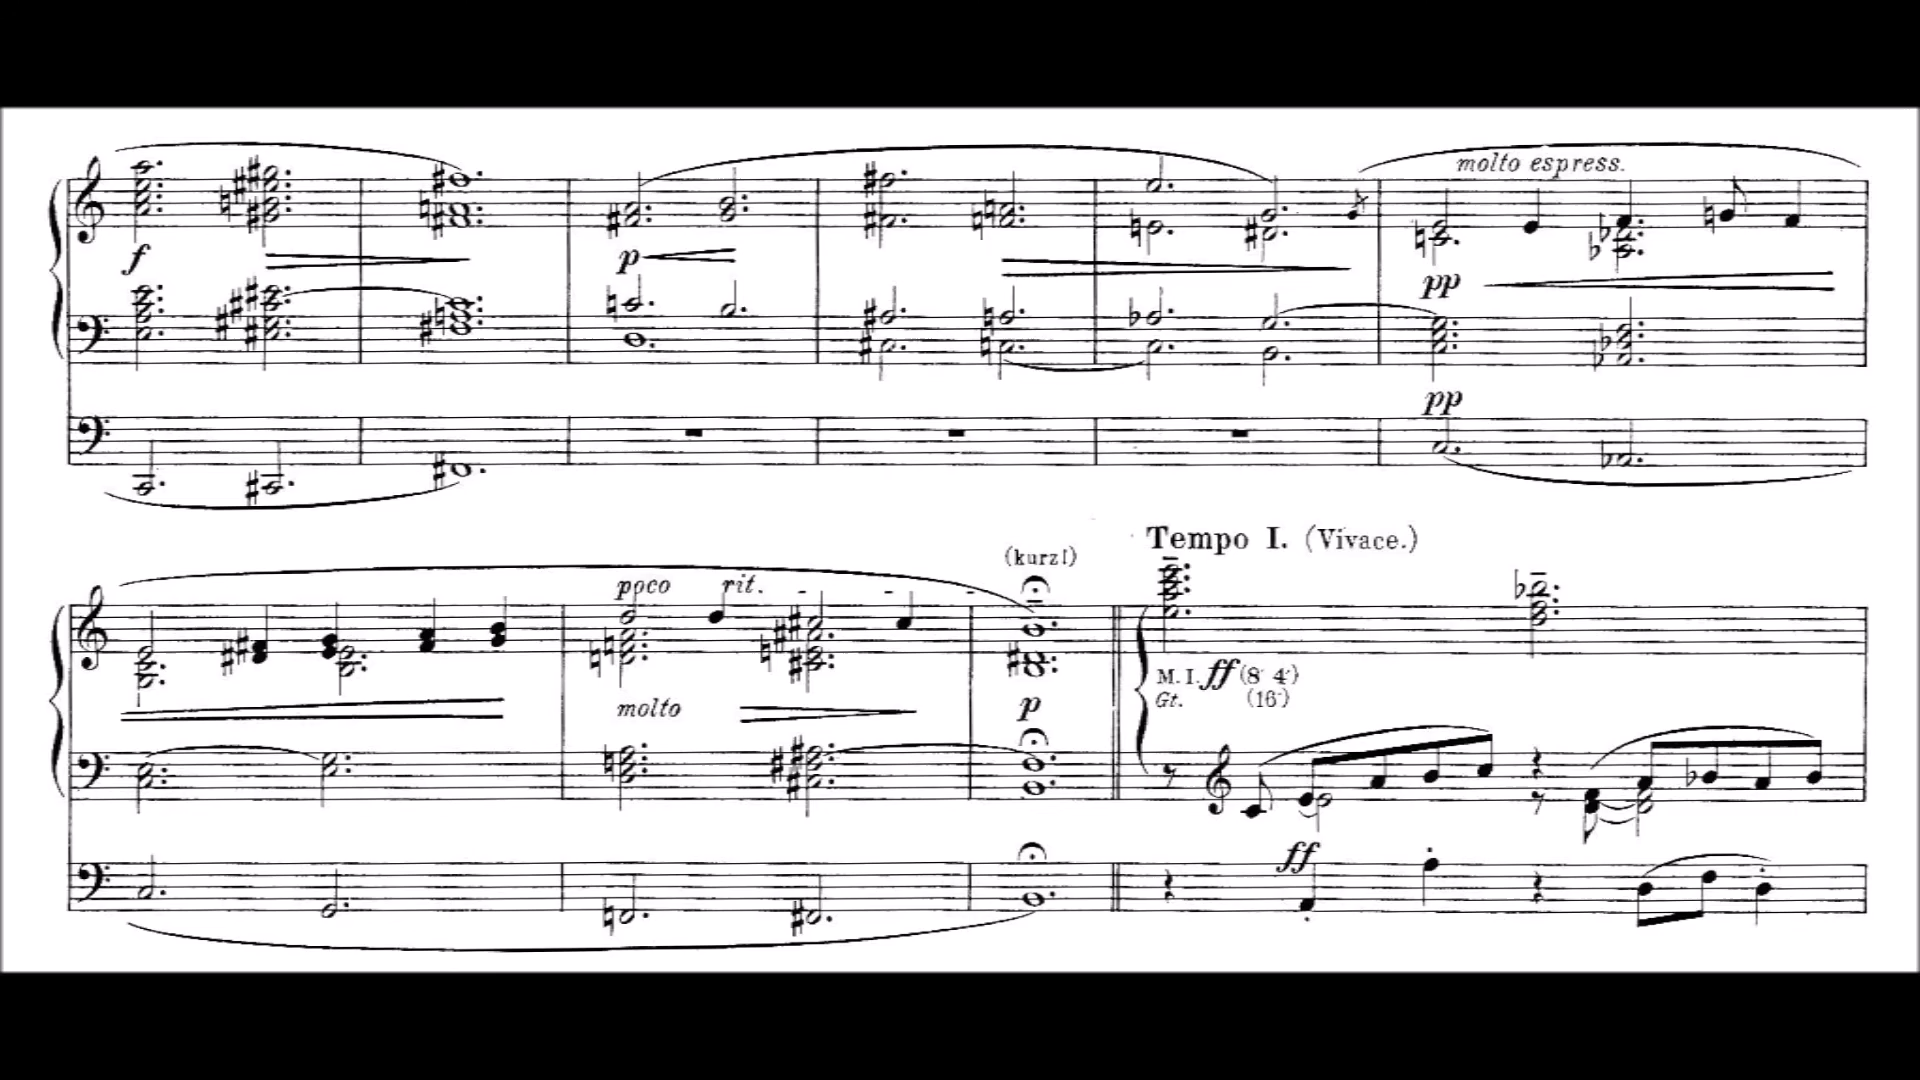 molto espress.
f
p
pp
pp
(kurz!)
Tempo I. (Vivace.)
poco rit. - - -
M. I. ff (8' 4')
Gt. (16')
molto
p
ff